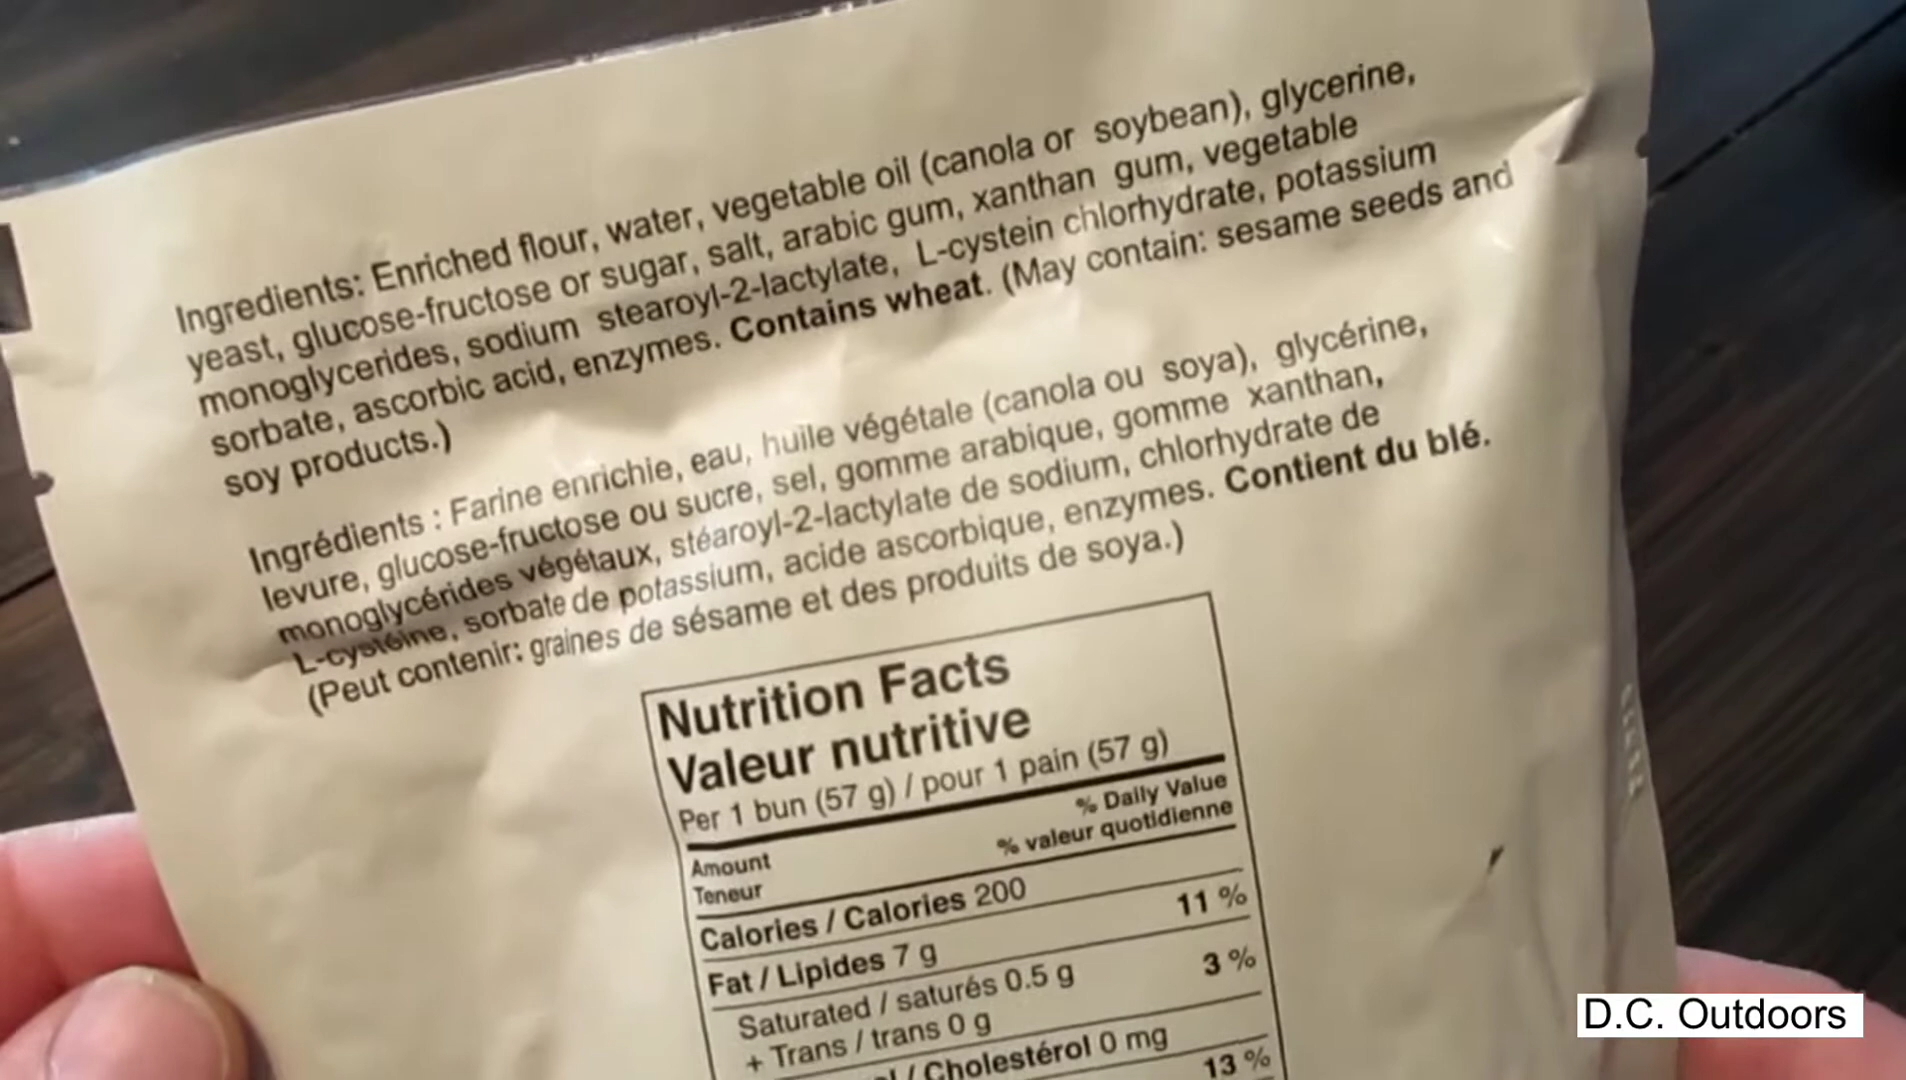 Ingredients: Enriched flour, water, vegetable oil (canola or soybean), glycerine,
yeast, glucose-fructose or sugar, salt, arabic gum, xanthan gum, vegetable
monoglycerides, sodium stearoyl-2-lactylate, L-cystein chlorhydrate, potassium
sorbate, ascorbic acid, enzymes. Contains wheat. (May contain: sesame seeds and
soy products.)
Ingrédients : Farine enrichie, eau, huile végétale (canola ou soya), glycérine,
levure, glucose-fructose ou sucre, sel, gomme arabique, gomme xanthan,
monoglycérides végétaux, stéaroyl-2-lactylate de sodium, chlorhydrate de
L-cystéine, sorbate de potassium, acide ascorbique, enzymes. Contient du blé.
(Peut contenir: graines de sésame et des produits de soya.)
Nutrition Facts
Valeur nutritive
Per 1 bun (57 g) / pour 1 pain (57 g)
% Daily Value
% valeur quotidienne
Amount
Teneur
Calories / Calories 200
Fat / Lipides 7 g 11 %
Saturated / saturés 0.5 g 3 %
+ Trans / trans 0 g
/ Cholestérol 0 mg
13 %
D.C. Outdoors